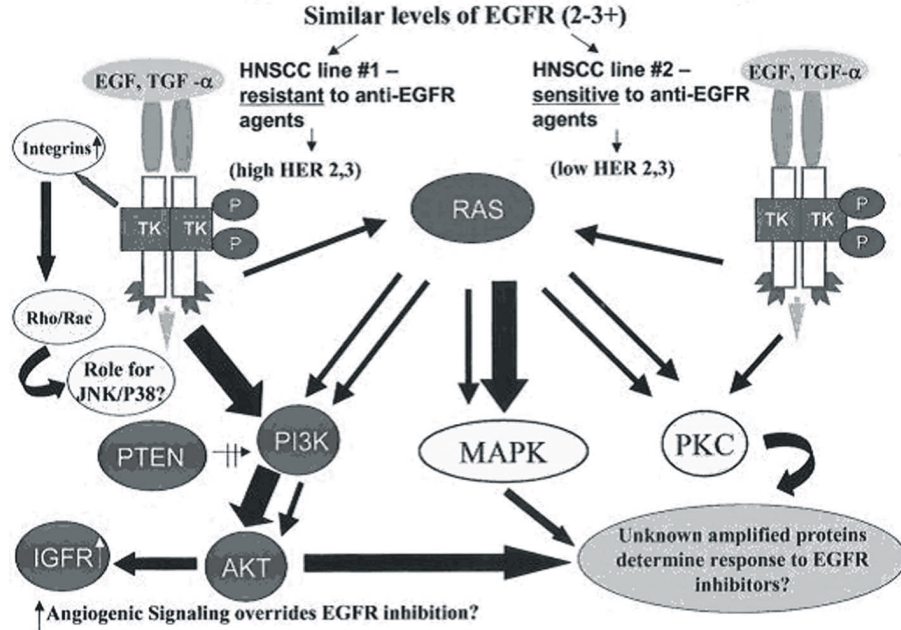 Similar levels of EGFR (2-3+)
EGF, TGF -α
HNSCC line #1 –
resistant to anti-EGFR
agents
(high HER 2,3)
HNSCC line #2 –
sensitive to anti-EGFR
agents
(low HER 2,3)
EGF, TGF-α
Integrins↑
TK TK
P
P
RAS
TK TK
P
P
Rho/Rac
Role for
JNK/P38?
PTEN
PI3K
MAPK
PKC
IGFR↑
AKT
Unknown amplified proteins
determine response to EGFR
inhibitors?
↑Angiogenic Signaling overrides EGFR inhibition?